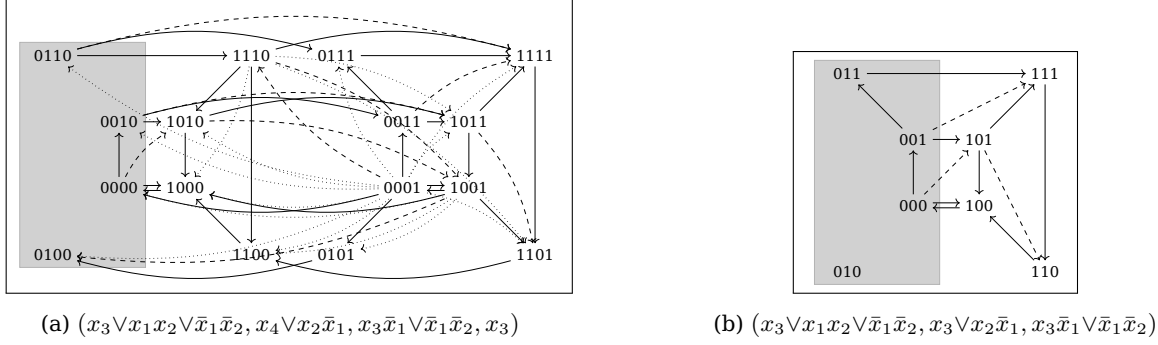 0110 1110 0111 1111
011 111
0010 1010 0011 1011
001 101
0000 1000 0001 1001
000 100
0100 1100 0101 1101
010 110
(a) (x₃∨x₁x₂∨x̄₁x̄₂, x₄∨x₂x̄₁, x₃x̄₁∨x̄₁x̄₂, x₃)
(b) (x₃∨x₁x₂∨x̄₁x̄₂, x₃∨x₂x̄₁, x₃x̄₁∨x̄₁x̄₂)